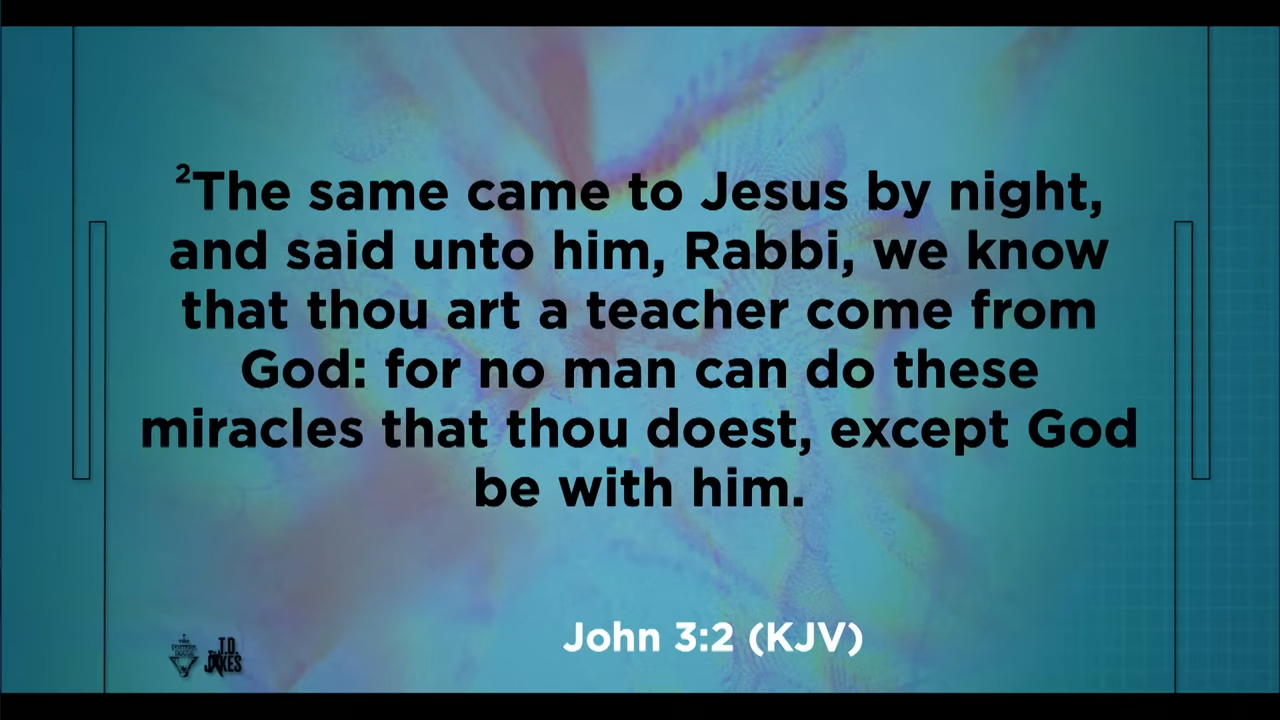 ²The same came to Jesus by night,
and said unto him, Rabbi, we know
that thou art a teacher come from
God: for no man can do these
miracles that thou doest, except God
be with him.
John 3:2 (KJV)
T.D.
JAKES